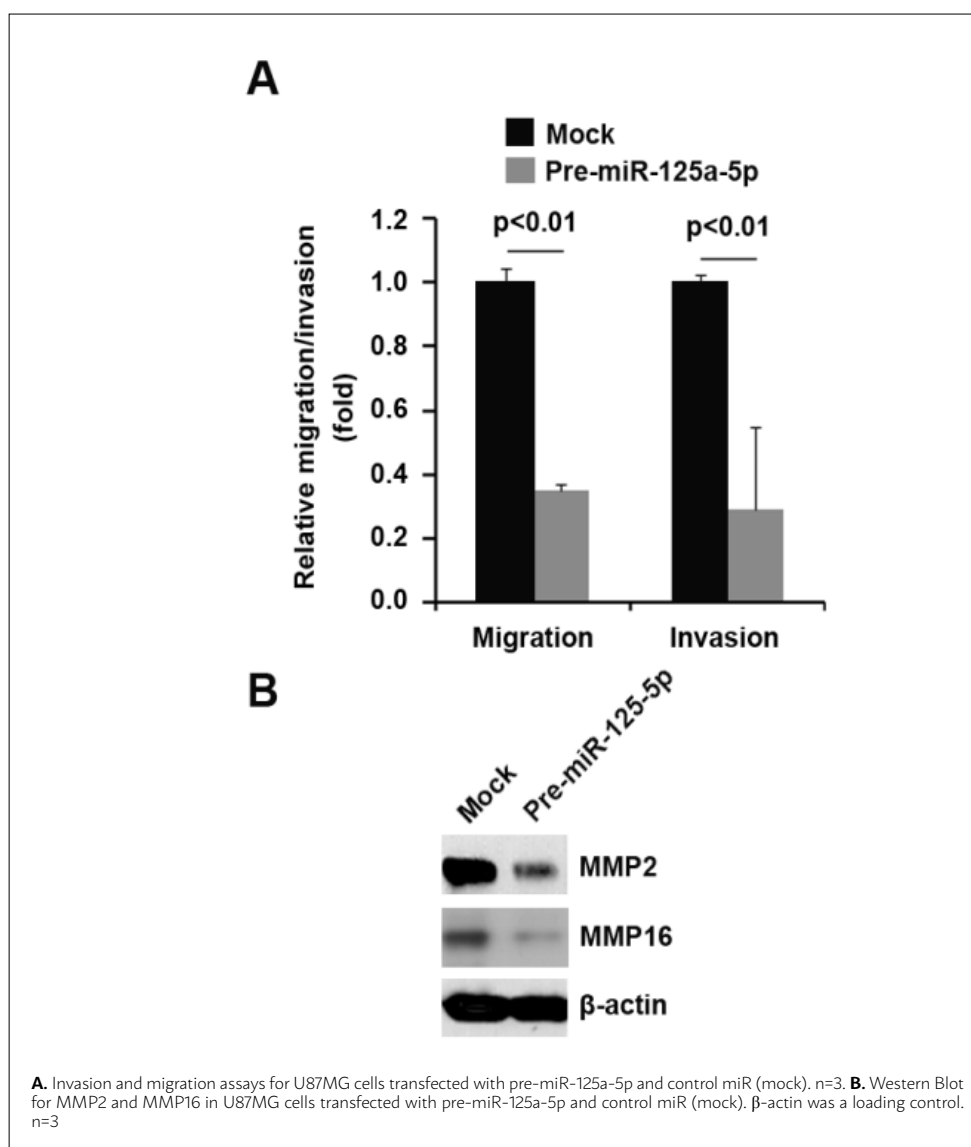 A
Mock
Pre-miR-125a-5p
Relative migration/invasion
(fold)
1.2
1.0
0.8
0.6
0.4
0.2
0.0
p<0.01
p<0.01
Migration
Invasion
B
Mock
Pre-miR-125-5p
MMP2
MMP16
β-actin
A. Invasion and migration assays for U87MG cells transfected with pre-miR-125a-5p and control miR (mock). n=3. B. Western Blot
for MMP2 and MMP16 in U87MG cells transfected with pre-miR-125a-5p and control miR (mock). β-actin was a loading control.
n=3